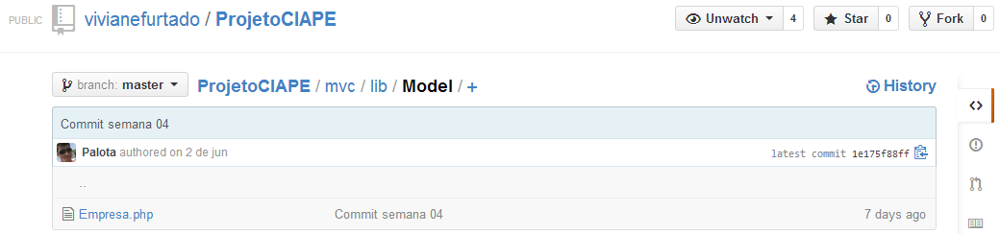 PUBLIC vivianefurtado / ProjetoCIAPE Unwatch 4 Star 0 Fork 0
branch: master ProjetoCIAPE / mvc / lib / Model / + History
Commit semana 04
Palota authored on 2 de jun latest commit 1e175f88ff
..
Empresa.php Commit semana 04 7 days ago